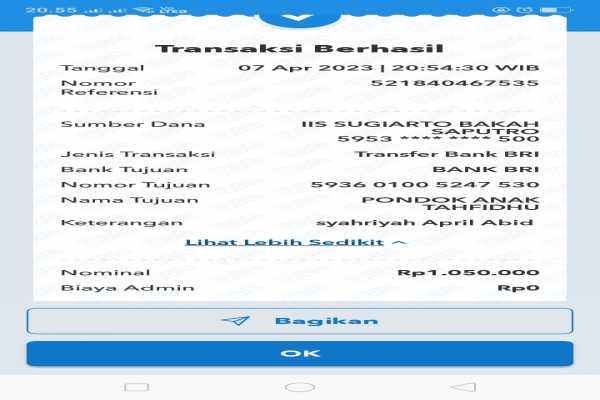 20.55
Transaksi Berhasil
Tanggal 07 Apr 2023 | 20:54:30 WIB
Nomor Referensi 521840467535
Sumber Dana IIS SUGIARTO BAKAH SAPUTRO
5953 **** **** 500
Jenis Transaksi Transfer Bank BRI
Bank Tujuan BANK BRI
Nomor Tujuan 5936 0100 5247 530
Nama Tujuan PONDOK ANAK TAHFIDHU
Keterangan syahriyah April Abid
Lihat Lebih Sedikit
Nominal Rp1.050.000
Biaya Admin Rp0
Bagikan
OK